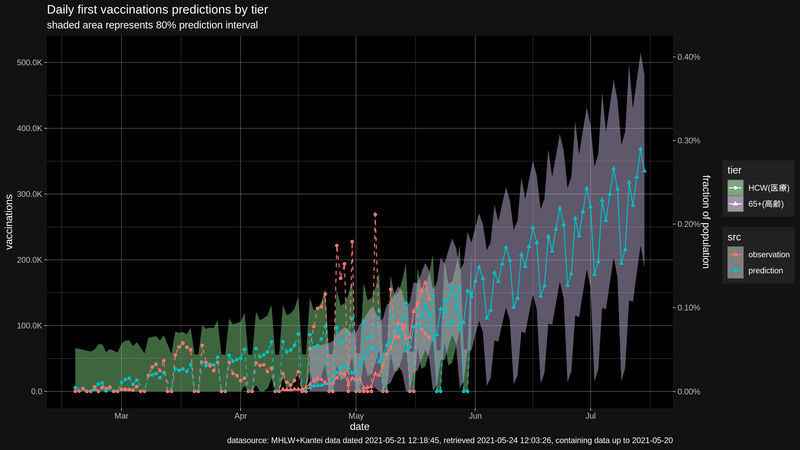 Daily first vaccinations predictions by tier
shaded area represents 80% prediction interval
500.0K
400.0K
300.0K
200.0K
100.0K
0.0
vaccinations
0.40%
0.30%
0.20%
0.10%
0.00%
fraction of population
Mar
Apr
May
Jun
Jul
date
tier
HCW(医療)
65+(高齢)
src
observation
prediction
datasource: MHLW+Kantei data dated 2021-05-21 12:18:45, retrieved 2021-05-24 12:03:26, containing data up to 2021-05-20